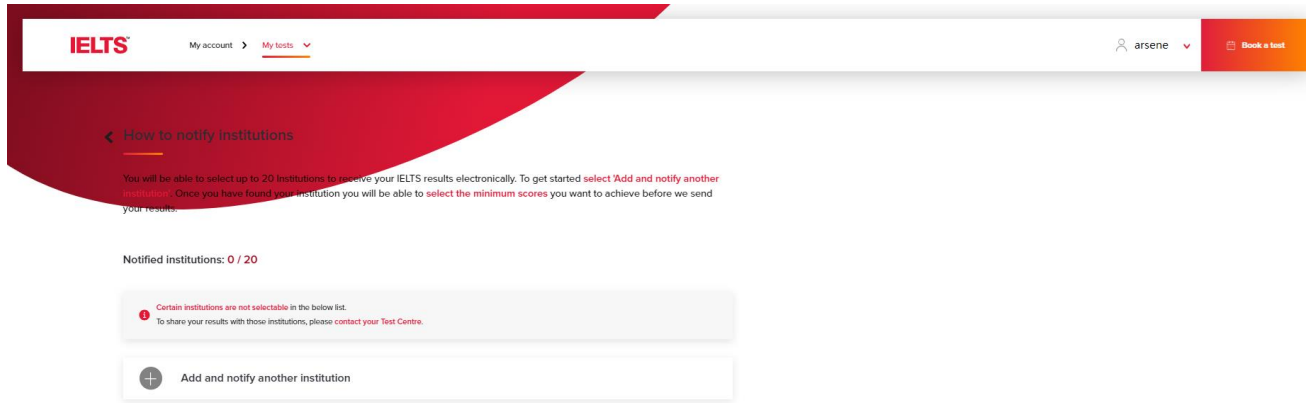 IELTS™
My account
My tests
arsene
Book a test
How to notify institutions
You will be able to select up to 20 Institutions to receive your IELTS results electronically. To get started select 'Add and notify another
institution'. Once you have found your institution you will be able to select the minimum scores you want to achieve before we send
your results.
Notified institutions: 0 / 20
Certain institutions are not selectable in the below list.
To share your results with those institutions, please contact your Test Centre.
Add and notify another institution